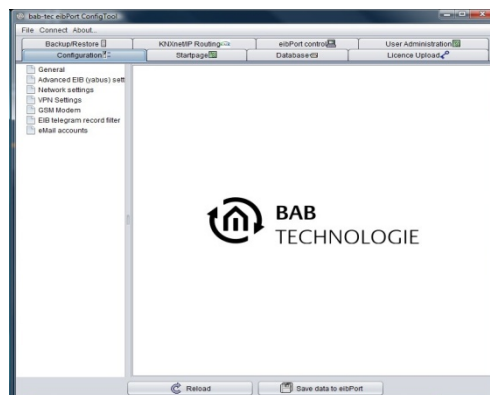 bab-tec eibPort ConfigTool
File Connect About...
Backup/Restore KNXnet/IP Routing eibPort control User Administration
Configuration Startpage Database Licence Upload
General
Advanced EIB (yabus) sett
Network settings
VPN Settings
GSM Modem
EIB telegram record filter
eMail accounts
BAB
TECHNOLOGIE
Reload Save data to eibPort